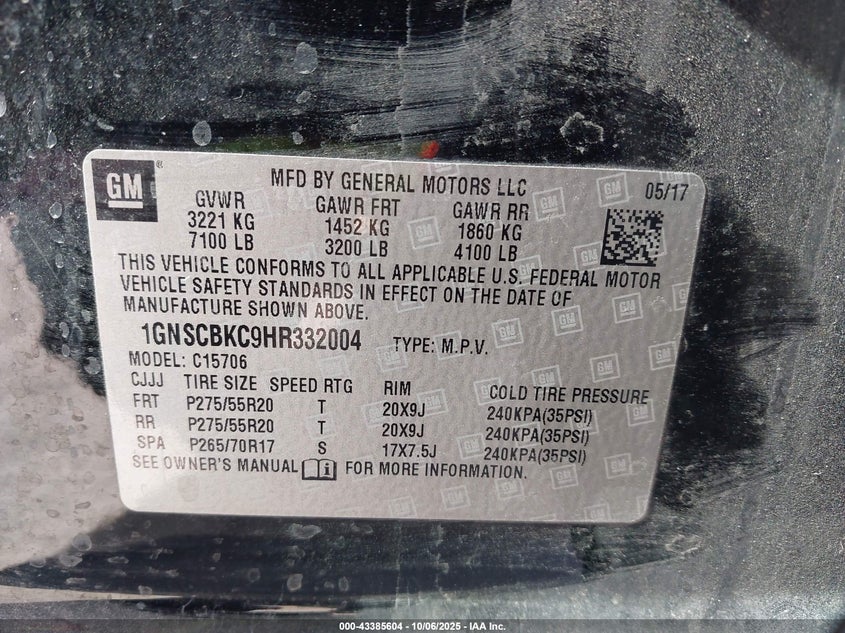 GM
MFD BY GENERAL MOTORS LLC 05/17
GVWR GAWR FRT GAWR RR
3221 KG 1452 KG 1860 KG
7100 LB 3200 LB 4100 LB
THIS VEHICLE CONFORMS TO ALL APPLICABLE U.S. FEDERAL MOTOR
VEHICLE SAFETY STANDARDS IN EFFECT ON THE DATE OF
MANUFACTURE SHOWN ABOVE.
1GNSCBKC9HR332004 TYPE: M.P.V.
MODEL: C15706
CJJJ TIRE SIZE SPEED RTG RIM COLD TIRE PRESSURE
FRT P275/55R20 T 20X9J 240KPA(35PSI)
RR P275/55R20 T 20X9J 240KPA(35PSI)
SPA P265/70R17 S 17X7.5J 240KPA(35PSI)
SEE OWNER'S MANUAL i FOR MORE INFORMATION.
000-43385604 - 10/06/2025 - IAA Inc.